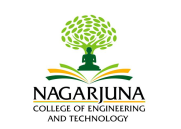 NAGARJUNA
COLLEGE OF ENGINEERING
AND TECHNOLOGY